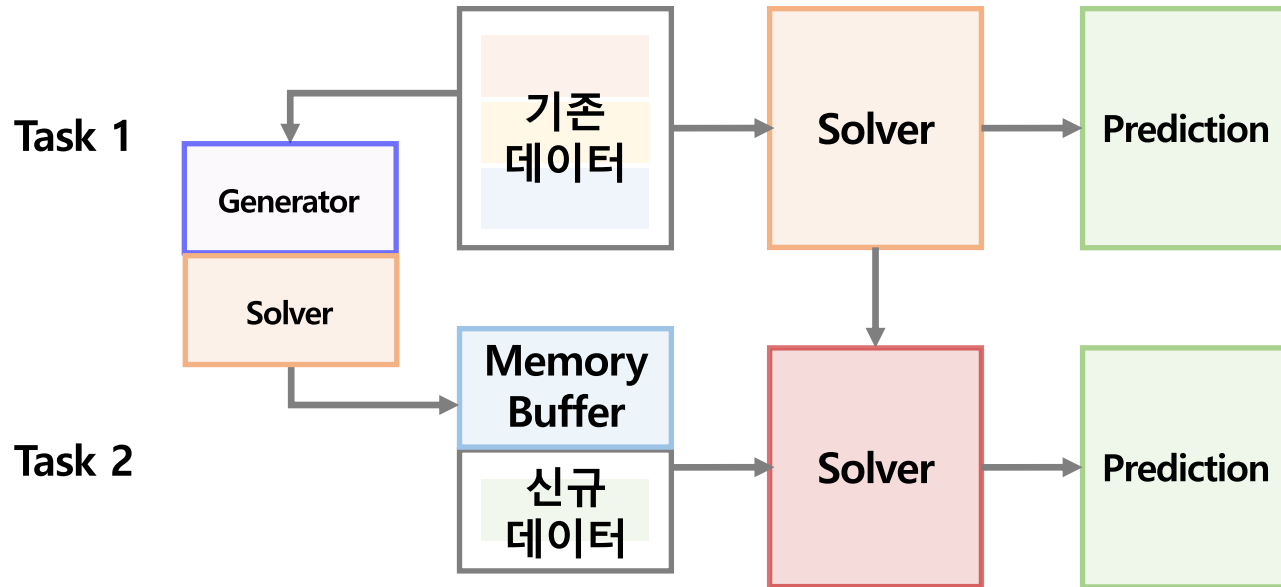 Task 1
Generator
Solver
기존
데이터
Solver
Prediction
Task 2
Memory
Buffer
신규
데이터
Solver
Prediction